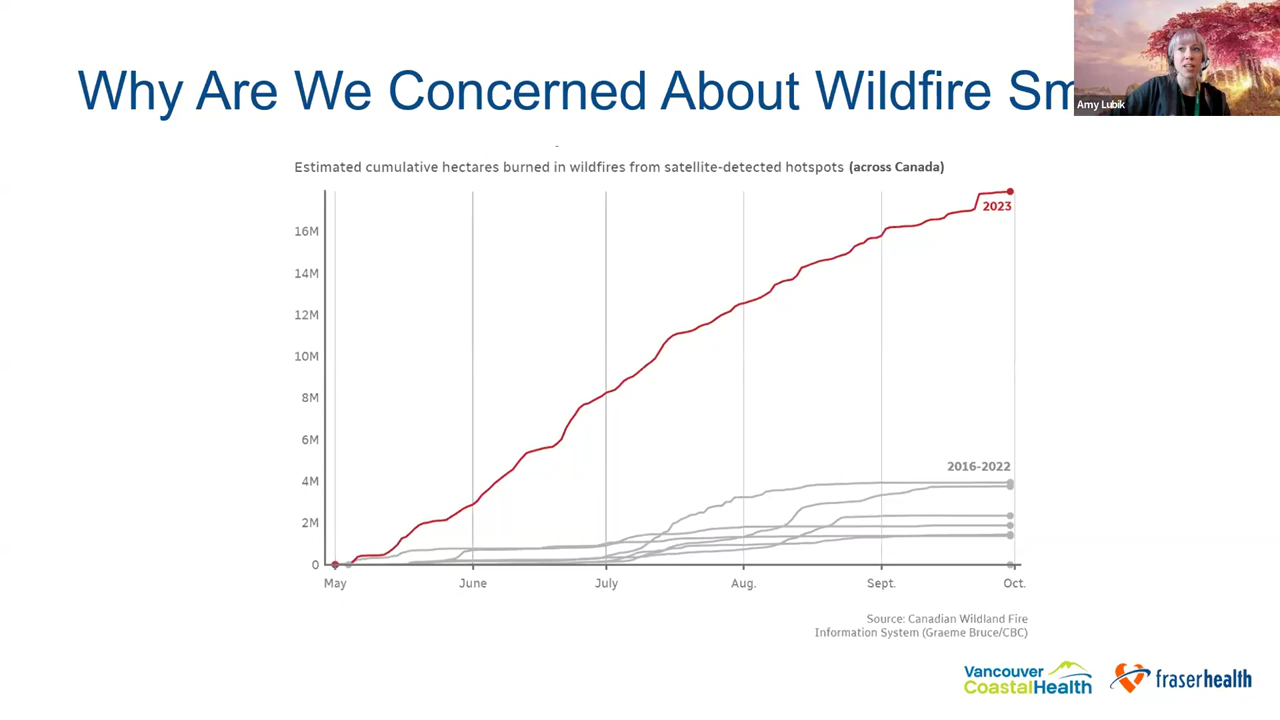 Why Are We Concerned About Wildfire Sm
Amy Lubik
Estimated cumulative hectares burned in wildfires from satellite-detected hotspots (across Canada)
2023
16M
14M
12M
10M
8M
6M
2016-2022
4M
2M
0
May June July Aug. Sept. Oct.
Source: Canadian Wildland Fire
Information System (Graeme Bruce/CBC)
Vancouver
CoastalHealth
fraserhealth